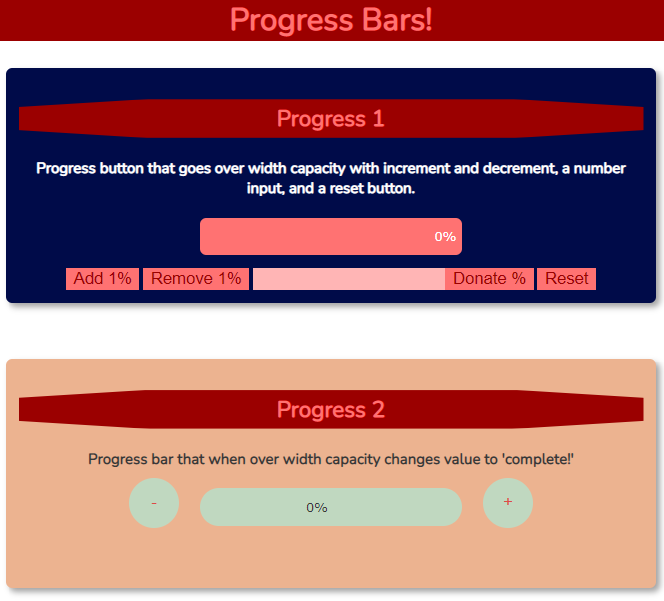 Progress Bars!
Progress 1
Progress button that goes over width capacity with increment and decrement, a number
input, and a reset button.
0%
Add 1% Remove 1% Donate % Reset
Progress 2
Progress bar that when over width capacity changes value to 'complete!'
- 0% +